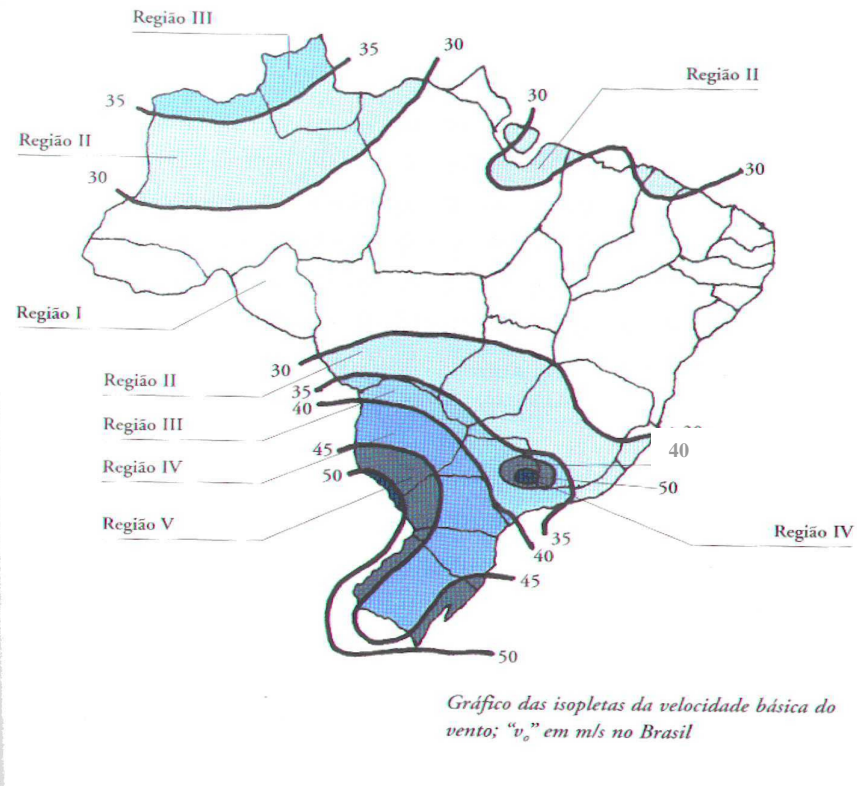 Região III
35
30
Região II
30
35
Região II
30
30
Região I
30
Região II
35
40
Região III
40
45
Região IV
50
50
Região V
Região IV
35
40
45
50
Gráfico das isopletas da velocidade básica do
vento; “vₒ” em m/s no Brasil